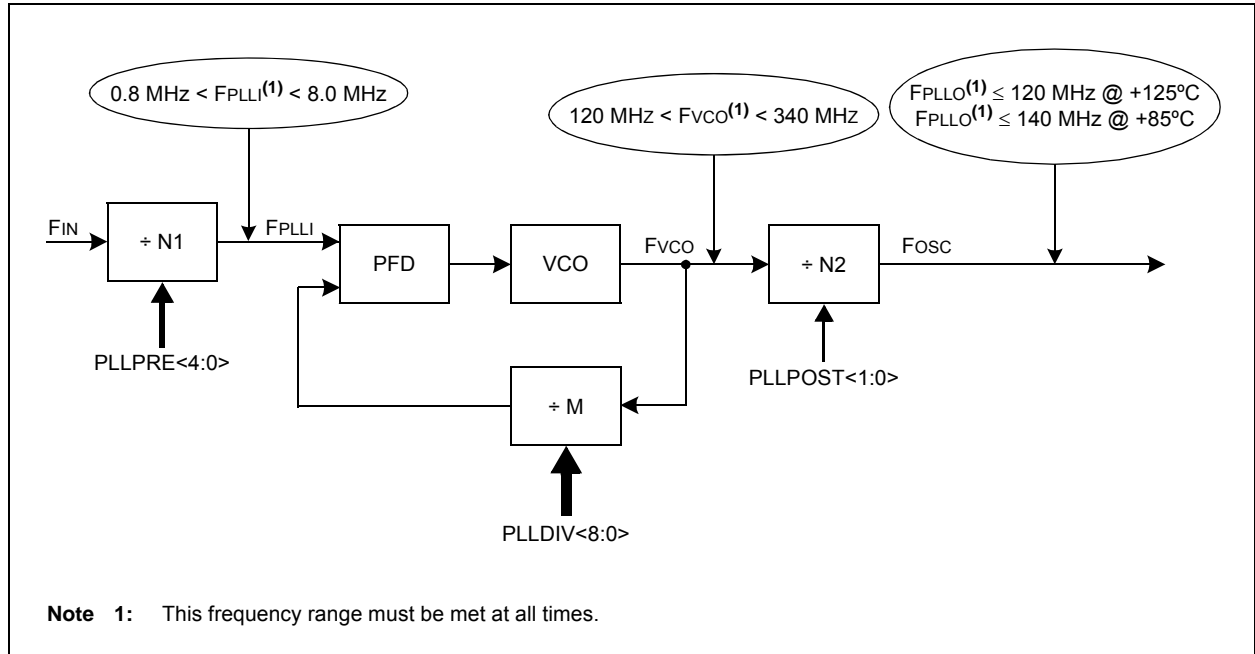 0.8 MHz < FPLLI(1) < 8.0 MHz
120 MHZ < FVCO(1) < 340 MHZ
FPLLO(1) ≤ 120 MHz @ +125ºC
FPLLO(1) ≤ 140 MHz @ +85ºC
FIN
÷ N1
FPLLI
PFD
VCO
FVCO
÷ N2
FOSC
PLLPRE<4:0>
÷ M
PLLPOST<1:0>
PLLDIV<8:0>
Note 1: This frequency range must be met at all times.